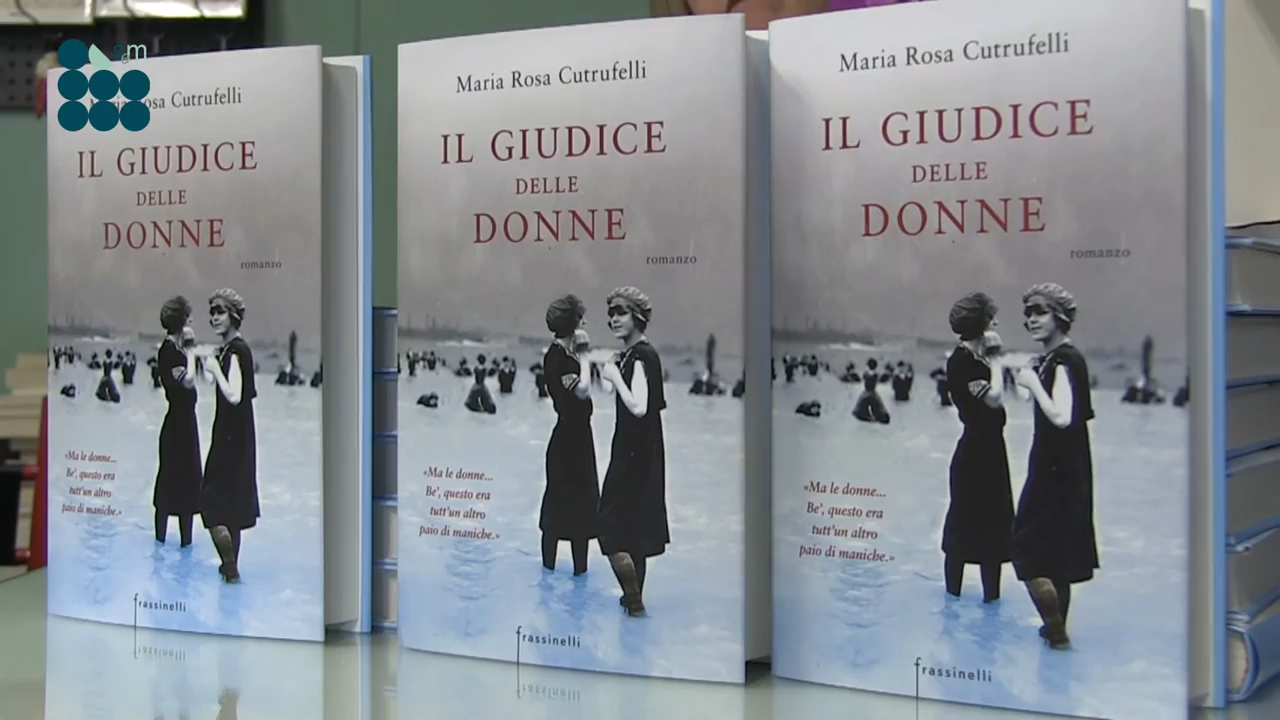 m
Rosa Cutrufelli
IL GIUDICE
DELLE
DONNE
romanzo
«Ma le donne...
Be', questo era
tutt'un altro
paio di maniche.»
frassinelli
Maria Rosa Cutrufelli
IL GIUDICE
DELLE
DONNE
romanzo
«Ma le donne...
Be', questo era
tutt'un altro
paio di maniche.»
frassinelli
Maria Rosa Cutrufelli
IL GIUDICE
DELLE
DONNE
romanzo
«Ma le donne...
Be', questo era
tutt'un altro
paio di maniche.»
frassinelli